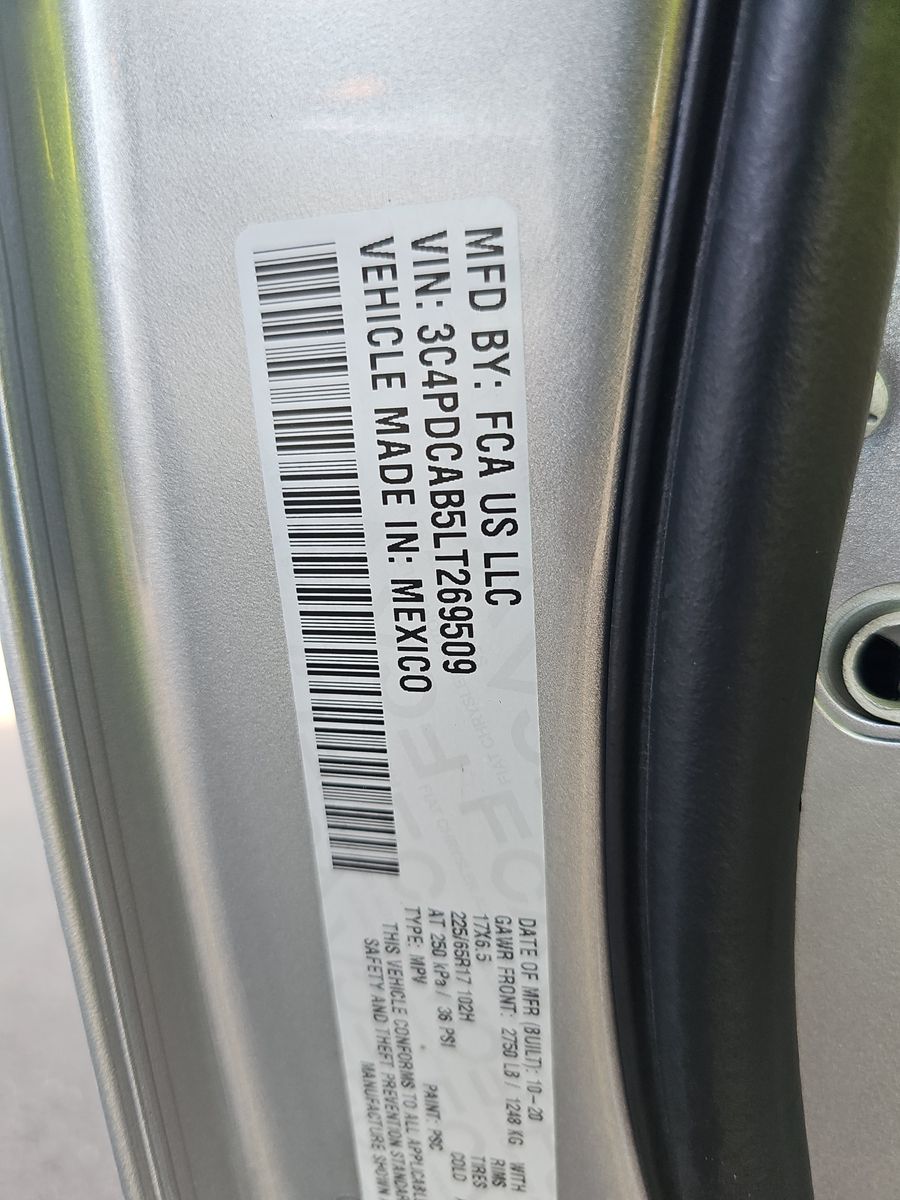 MFD BY: FCA US LLC
VIN: 3C4PDCAB5LT269509
VEHICLE MADE IN: MEXICO
DATE OF MFR (BUILT): 10-20
GAWR FRONT: 2750 LB / 1248 KG WITH
17X6.5 RIMS
225/65R17 102H TIRES
AT 250 kPa / 36 PSI COLD
TYPE: MPV PAINT: PSC
THIS VEHICLE CONFORMS TO ALL
SAFETY AND THEFT PREVENTION
MANUFACTURE SHOWN